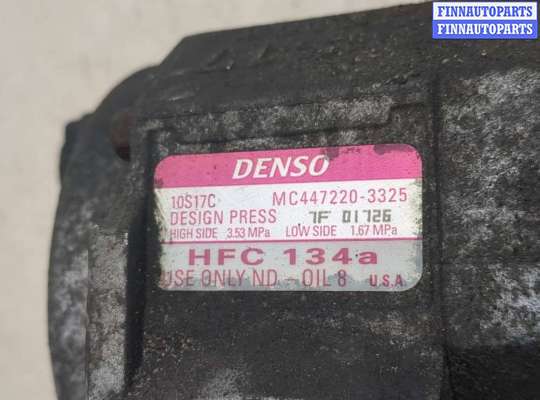 FINNAUTOPARTS
FINNAUTOPARTS
DENSO
10S17C MC447220-3325
DESIGN PRESS 7F 01726
HIGH SIDE 3.53 MPa LOW SIDE 1.67 MPa
HFC 134a
USE ONLY ND-OIL 8 U.S.A